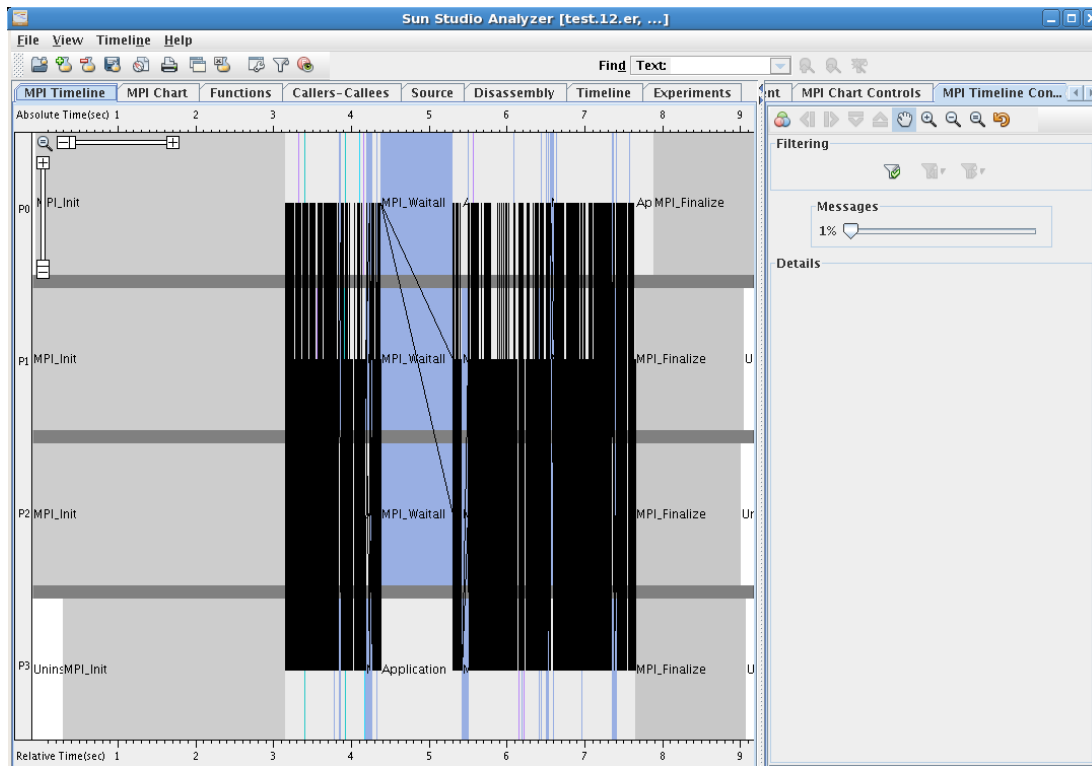 Sun Studio Analyzer [test.12.er, ...]
File View Timeline Help
Find Text:
MPI Timeline MPI Chart Functions Callers-Callees Source Disassembly Timeline Experiments nt MPI Chart Controls MPI Timeline Con...
Absolute Time(sec) 1 2 3 4 5 6 7 8 9
Filtering
Messages
1%
Details
P0 MPI_Init MPI_Waitall Ap MPI_Finalize
P1 MPI_Init MPI_Waitall MPI_Finalize U
P2 MPI_Init MPI_Waitall MPI_Finalize Un
P3 Unins MPI_Init Application MPI_Finalize U
Relative Time(sec) 1 2 3 4 5 6 7 8 9